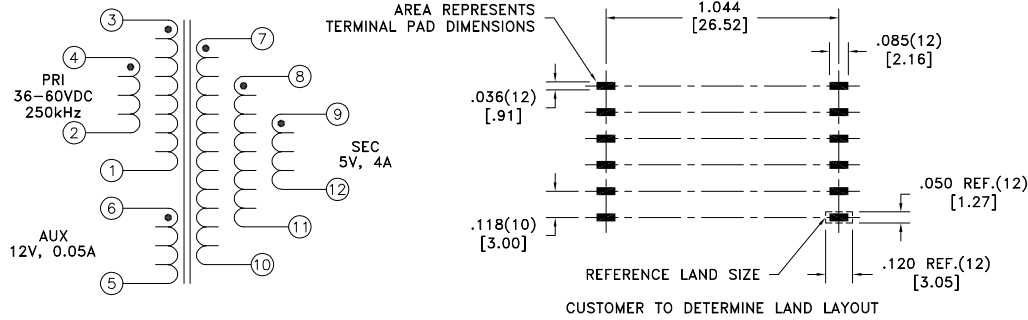 3
4
PRI
36–60VDC
250kHz
2
1
6
AUX
12V, 0.05A
5
7
8
9
SEC
5V, 4A
12
11
10
AREA REPRESENTS
TERMINAL PAD DIMENSIONS
1.044
[26.52]
.085(12)
[2.16]
.036(12)
[.91]
.118(10)
[3.00]
.050 REF.(12)
[1.27]
REFERENCE LAND SIZE
.120 REF.(12)
[3.05]
CUSTOMER TO DETERMINE LAND LAYOUT